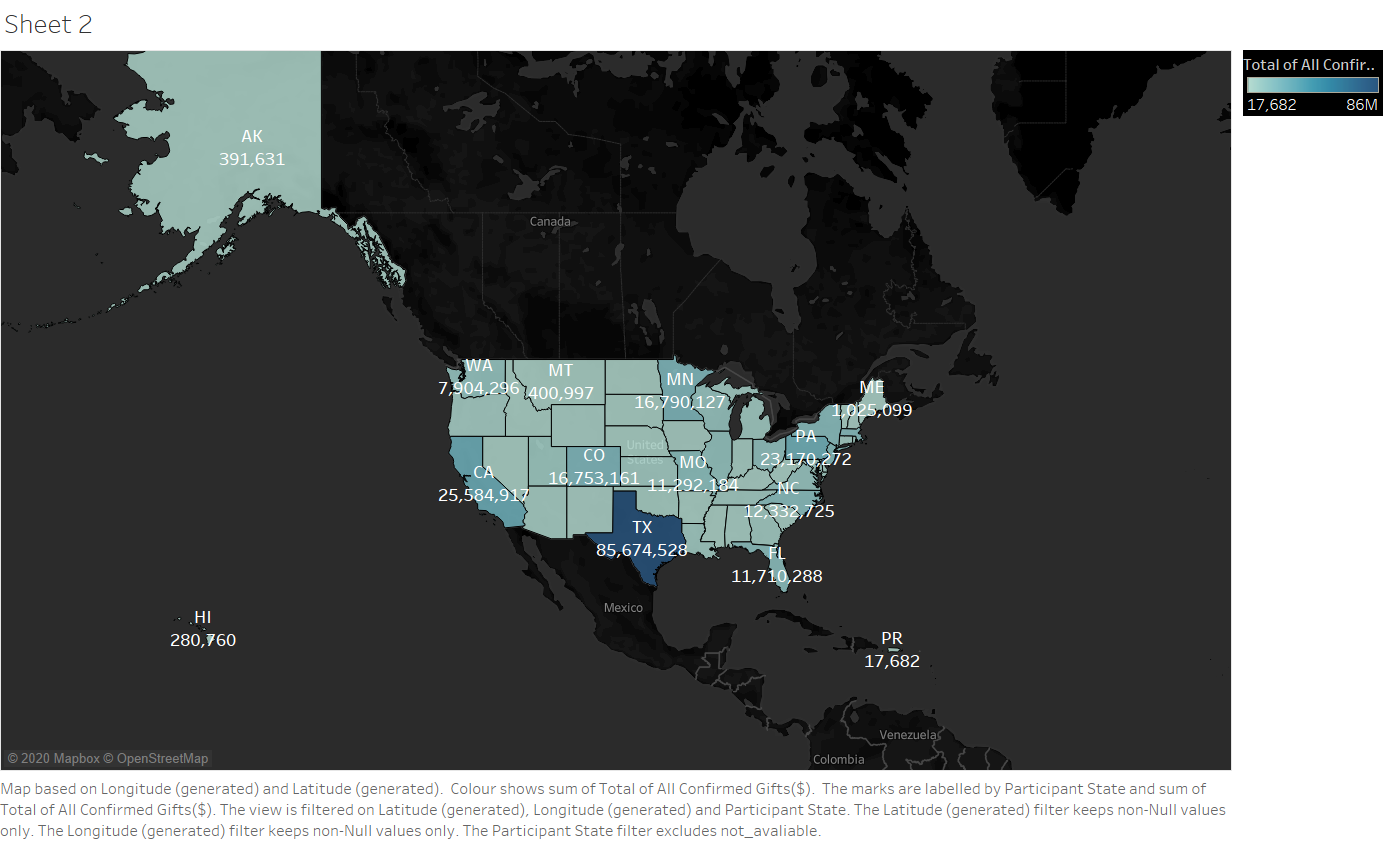 Sheet 2
Total of All Confir..
17,682 86M
AK
391,631
Canada
WA
7,904,296
MT
400,997
MN
16,790,127
ME
1,025,099
PA
23,170,272
United
States
CO
16,753,161
MO
11,292,184
CA
25,584,917
NC
12,332,725
TX
85,674,528
FL
11,710,288
Mexico
HI
280,760
PR
17,682
Venezuela
Colombia
© 2020 Mapbox © OpenStreetMap
Map based on Longitude (generated) and Latitude (generated).  Colour shows sum of Total of All Confirmed Gifts($).  The marks are labelled by Participant State and sum of
Total of All Confirmed Gifts($). The view is filtered on Latitude (generated), Longitude (generated) and Participant State. The Latitude (generated) filter keeps non-Null values
only. The Longitude (generated) filter keeps non-Null values only. The Participant State filter excludes not_avaliable.